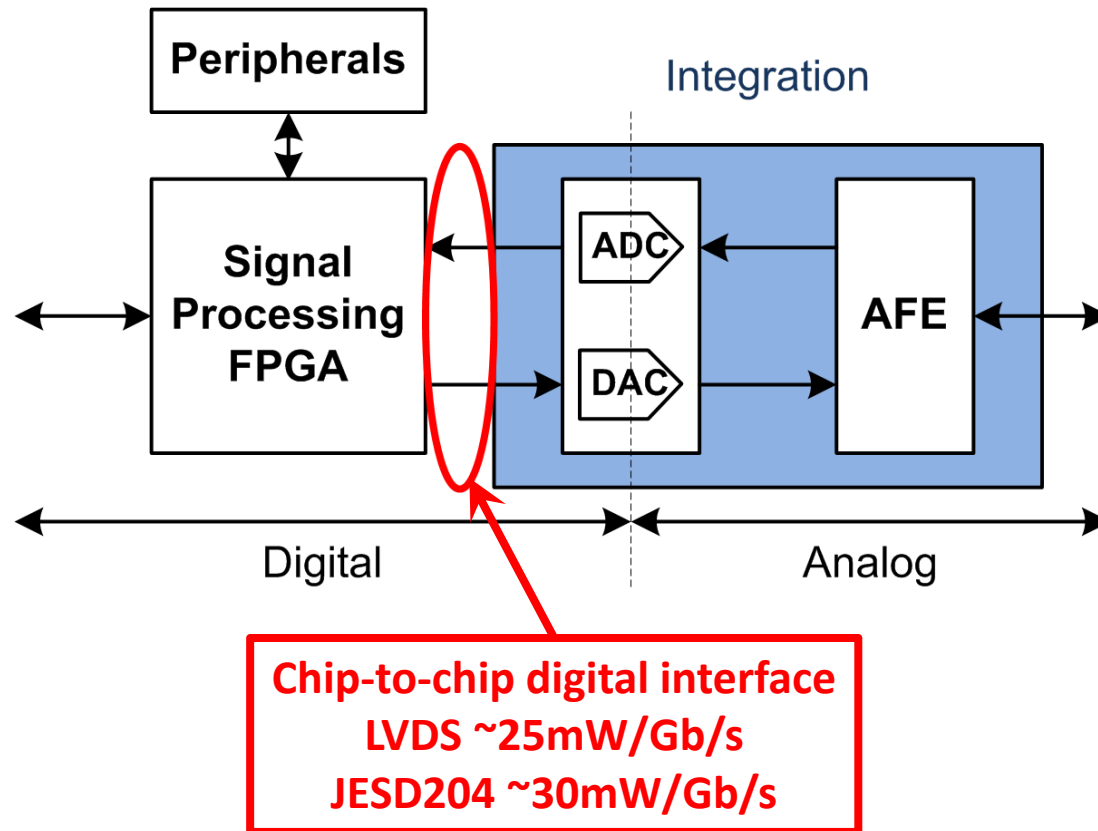 Peripherals
Integration
Signal
Processing
FPGA
ADC
DAC
AFE
Digital
Analog
Chip-to-chip digital interface
LVDS ~25mW/Gb/s
JESD204 ~30mW/Gb/s